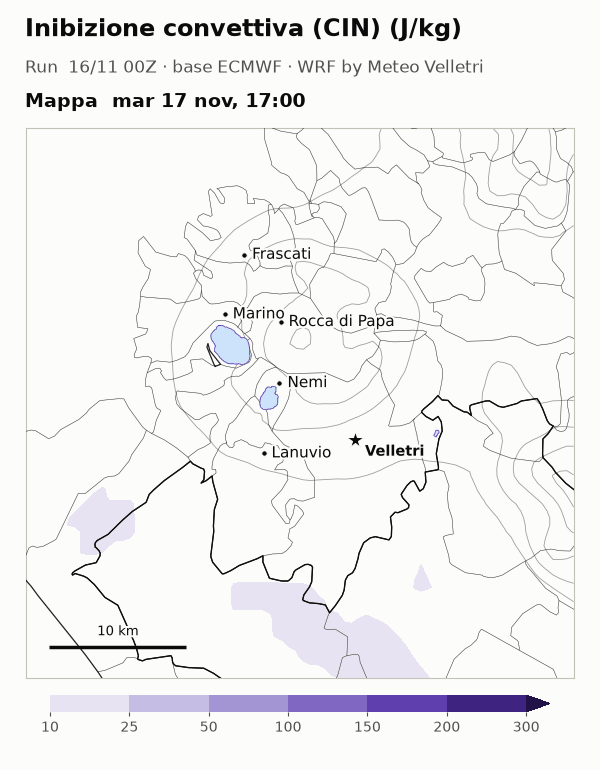 Inibizione convettiva (CIN) (J/kg)
Run  16/11 00Z · base ECMWF · WRF by Meteo Velletri
Mappa  mar 17 nov, 17:00
Frascati
Marino
Rocca di Papa
Nemi
Velletri
Lanuvio
10 km
10 25 50 100 150 200 300